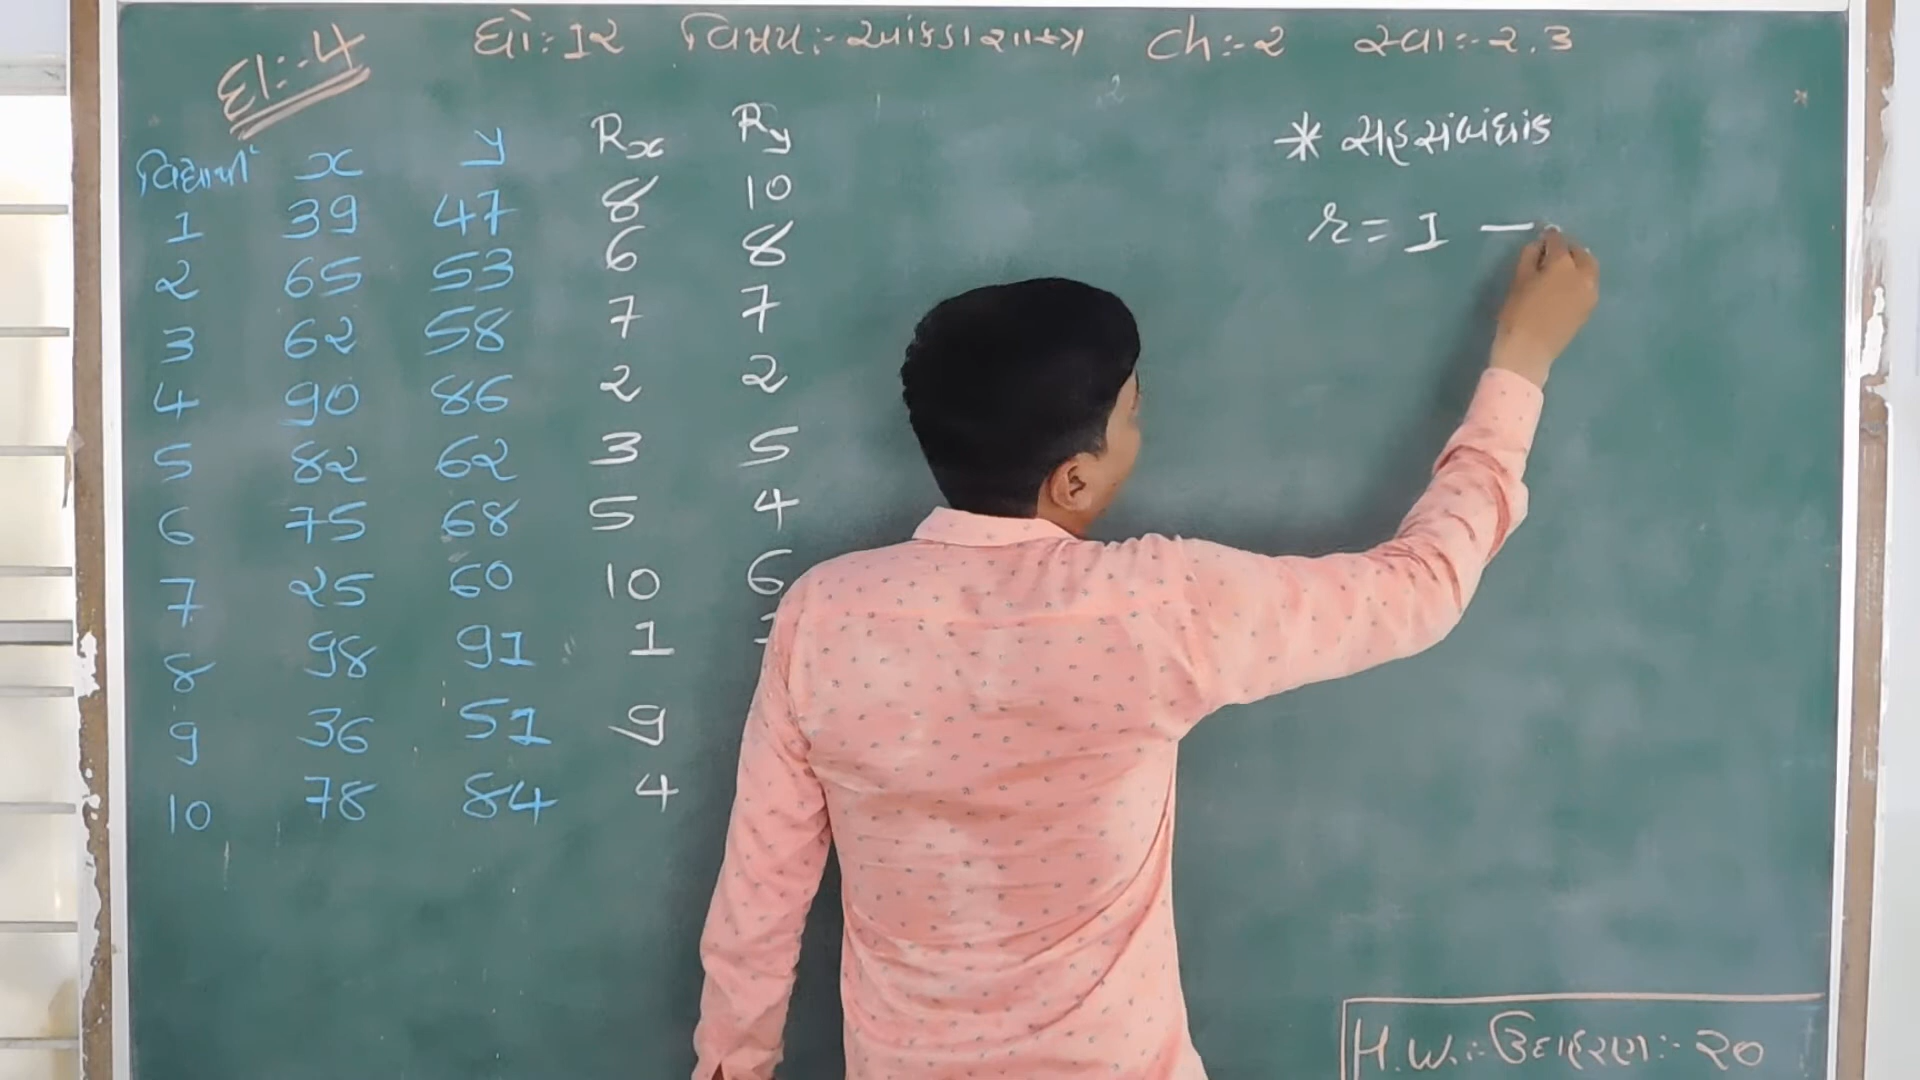 દા:-4 ધો:-12 વિષય:- આંકડાશાસ્ત્ર Ch:-2 સ્વા:-2.3
વિદ્યાર્થી x y Rx Ry
1 39 47 8 10
2 65 53 6 8
3 62 58 7 7
4 90 86 2 2
5 82 62 3 5
6 75 68 5 4
7 25 60 10 6
8 98 91 1
9 36 51 9
10 78 84 4
* સહસંબંધાંક
r = 1 -
H.W. :- ઉદાહરણ:- 20